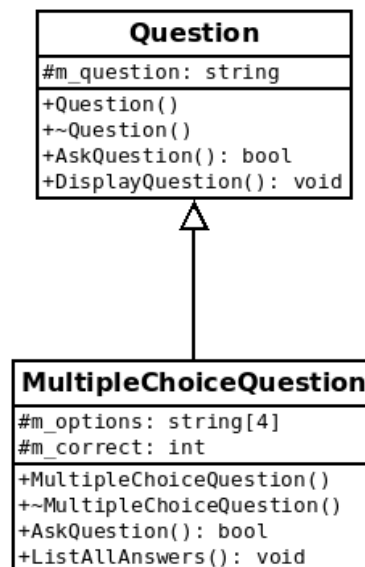 Question
#m_question: string
+Question()
+~Question()
+AskQuestion(): bool
+DisplayQuestion(): void
MultipleChoiceQuestion
#m_options: string[4]
#m_correct: int
+MultipleChoiceQuestion()
+~MultipleChoiceQuestion()
+AskQuestion(): bool
+ListAllAnswers(): void